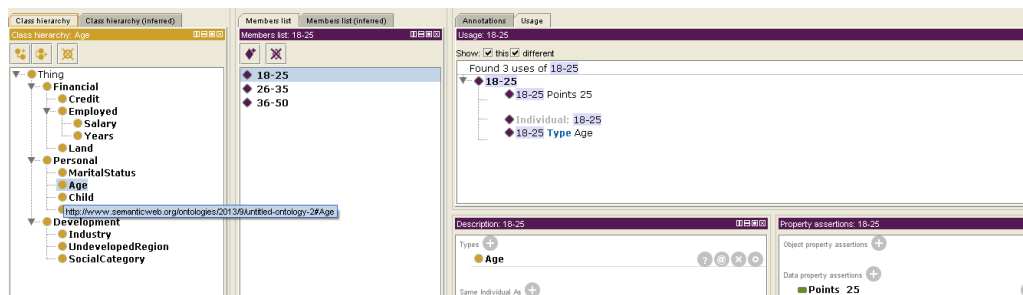 Class hierarchy
Class hierarchy (inferred)
Class hierarchy: Age
Thing
Financial
Credit
Employed
Salary
Years
Land
Personal
MaritalStatus
Age
Child
http://www.semanticweb.org/ontologies/2013/9/untitled-ontology-2#Age
Development
Industry
UndevelopedRegion
SocialCategory
Members list
Members list (inferred)
Members list: 18-25
18-25
26-35
36-50
Annotations
Usage
Usage: 18-25
Show: this different
Found 3 uses of 18-25
18-25
18-25 Points 25
Individual: 18-25
18-25 Type Age
Description: 18-25
Types
Age
Same Individual As
Property assertions: 18-25
Object property assertions
Data property assertions
Points 25